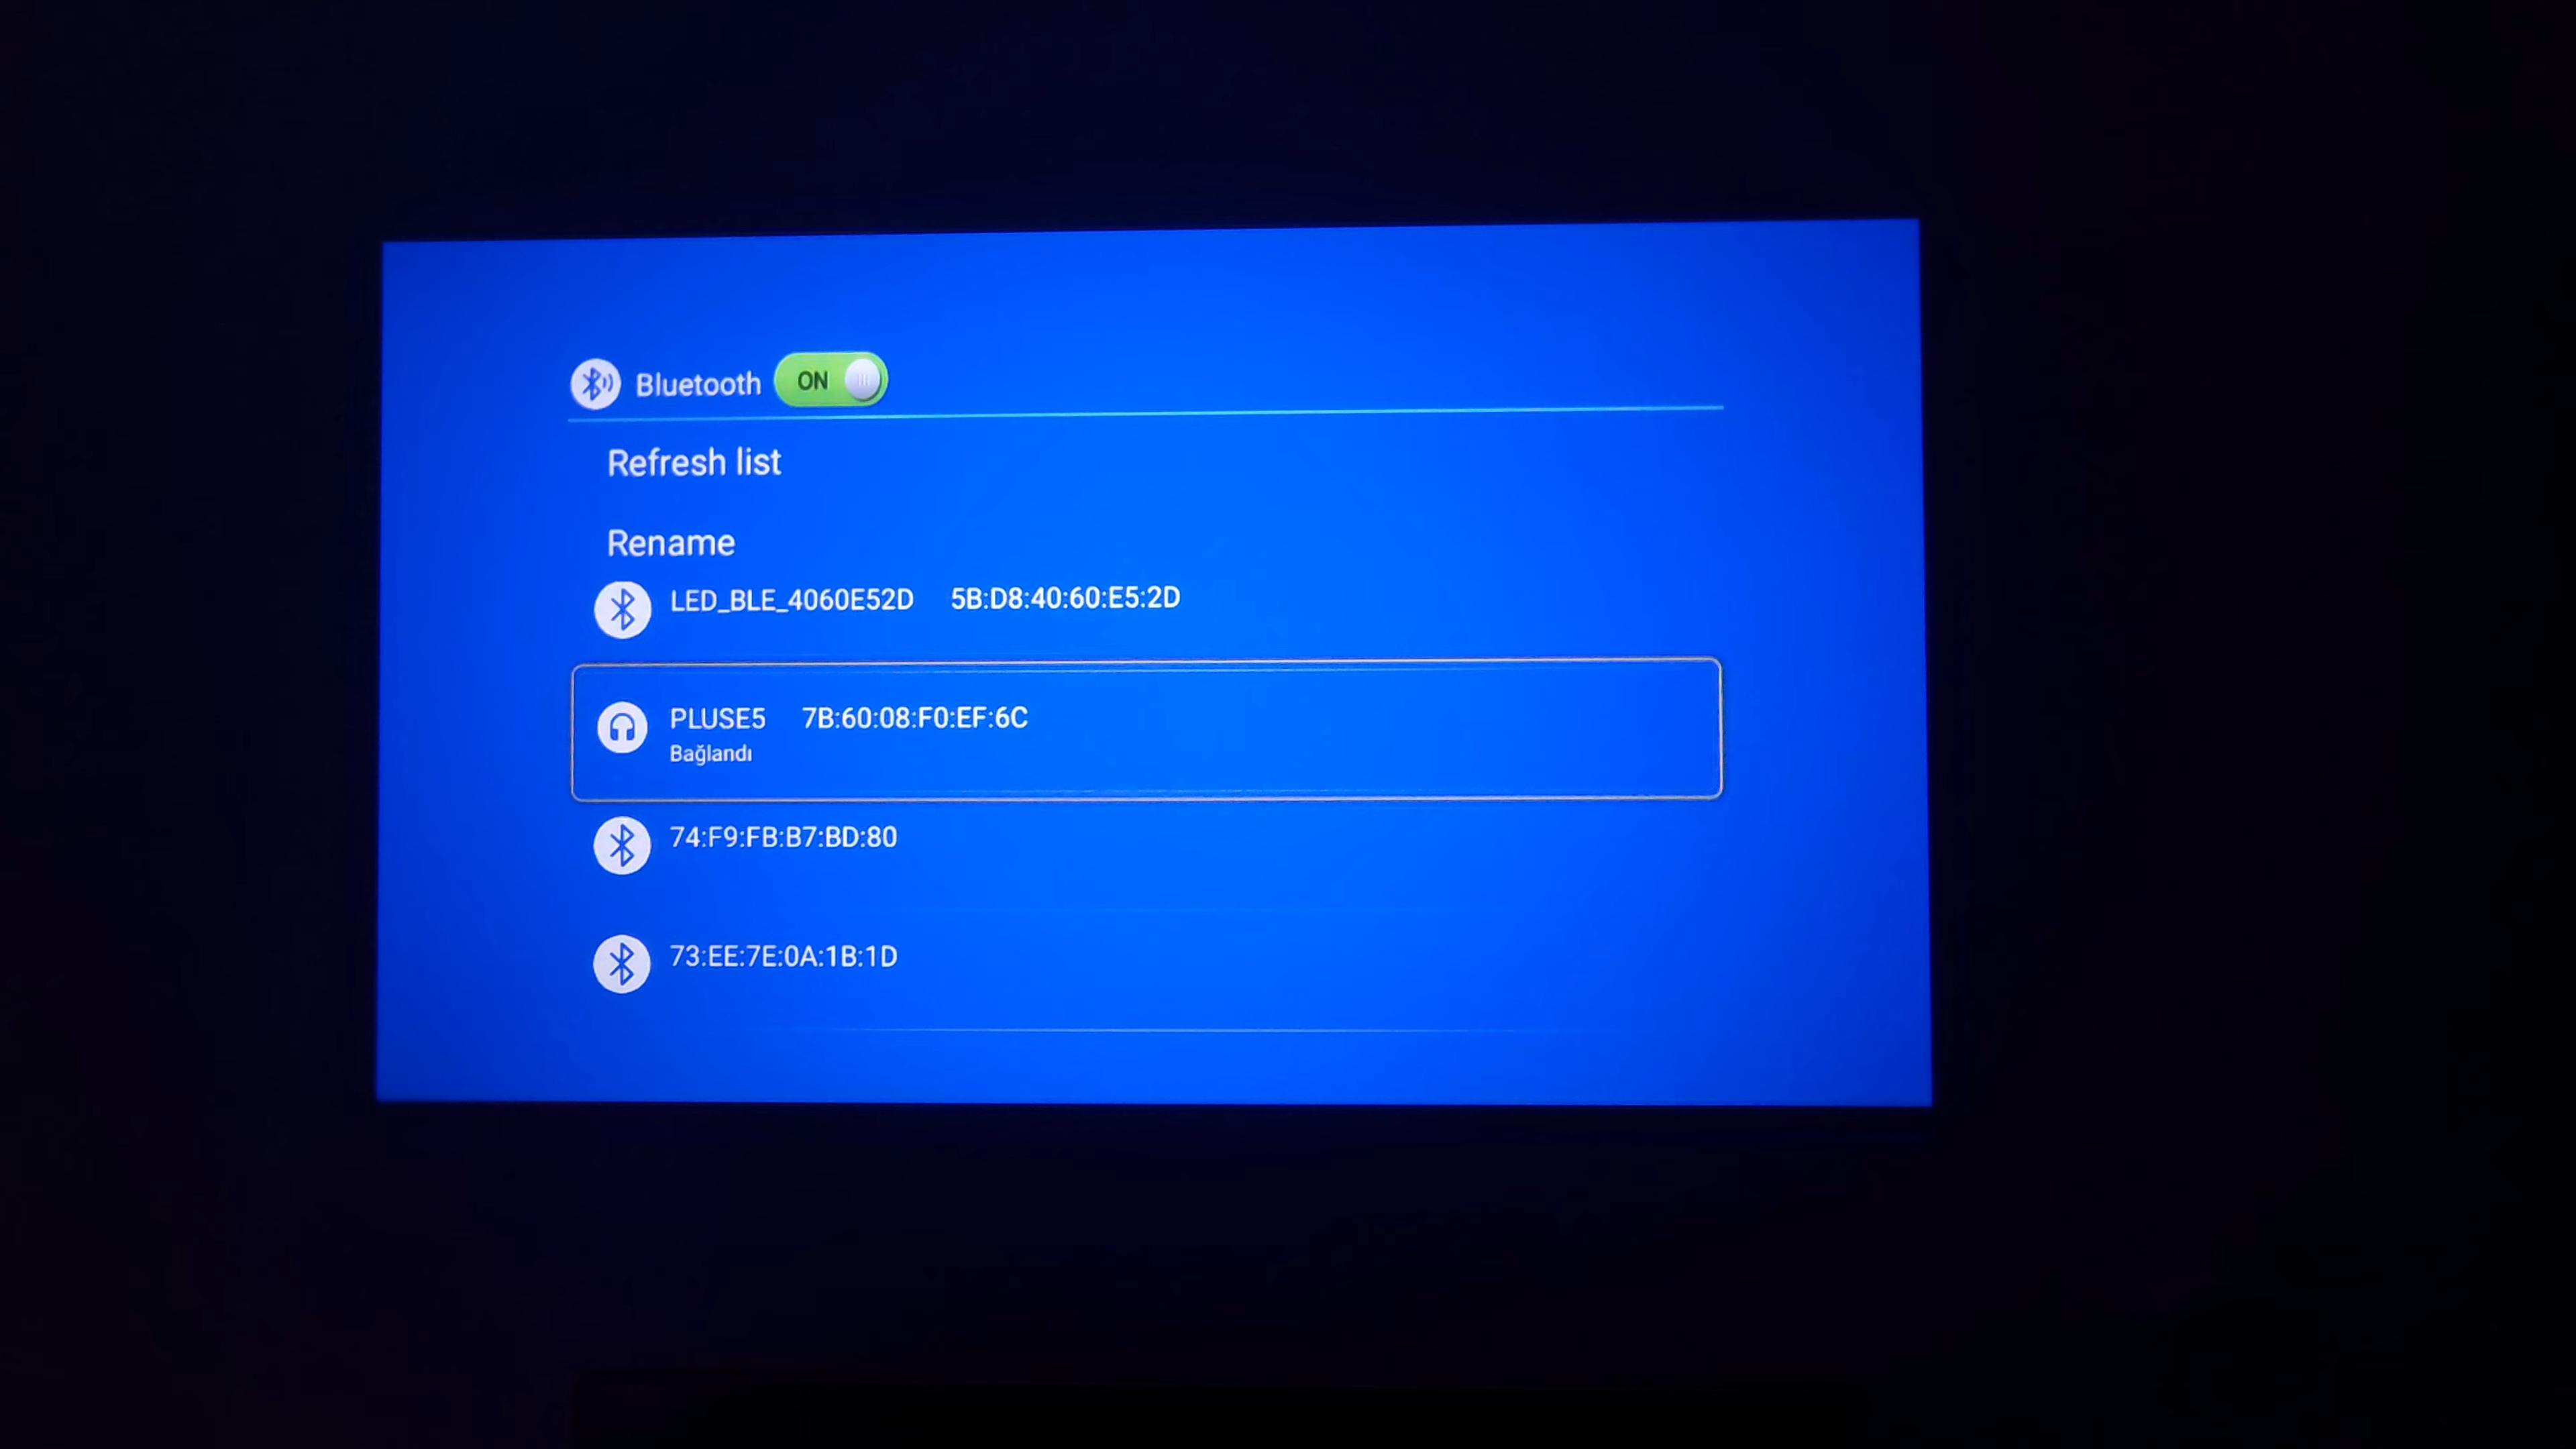 Bluetooth ON
Refresh list
Rename
LED_BLE_4060E52D 5B:D8:40:60:E5:2D
PLUSE5 7B:60:08:F0:EF:6C
Bağlandı
74:F9:FB:B7:BD:80
73:EE:7E:0A:1B:1D